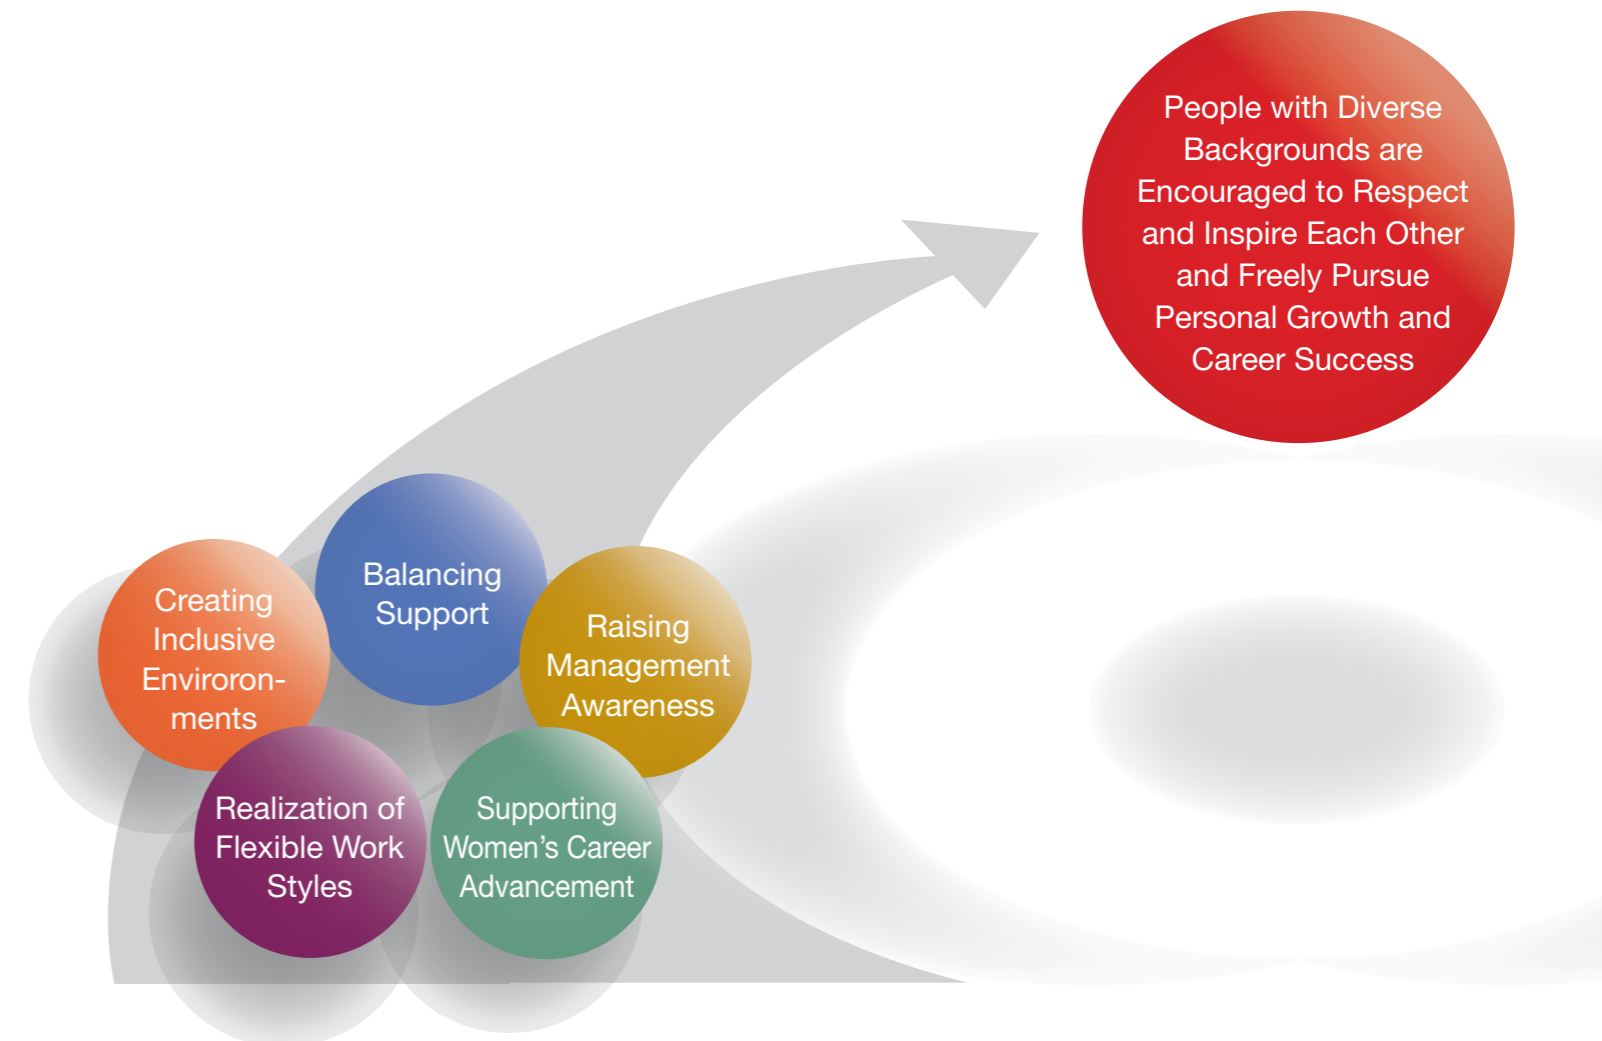 People with Diverse
Backgrounds are
Encouraged to Respect
and Inspire Each Other
and Freely Pursue
Personal Growth and
Career Success
Balancing
Support
Creating
Inclusive
Enviroron-
ments
Raising
Management
Awareness
Realization of
Flexible Work
Styles
Supporting
Women’s Career
Advancement